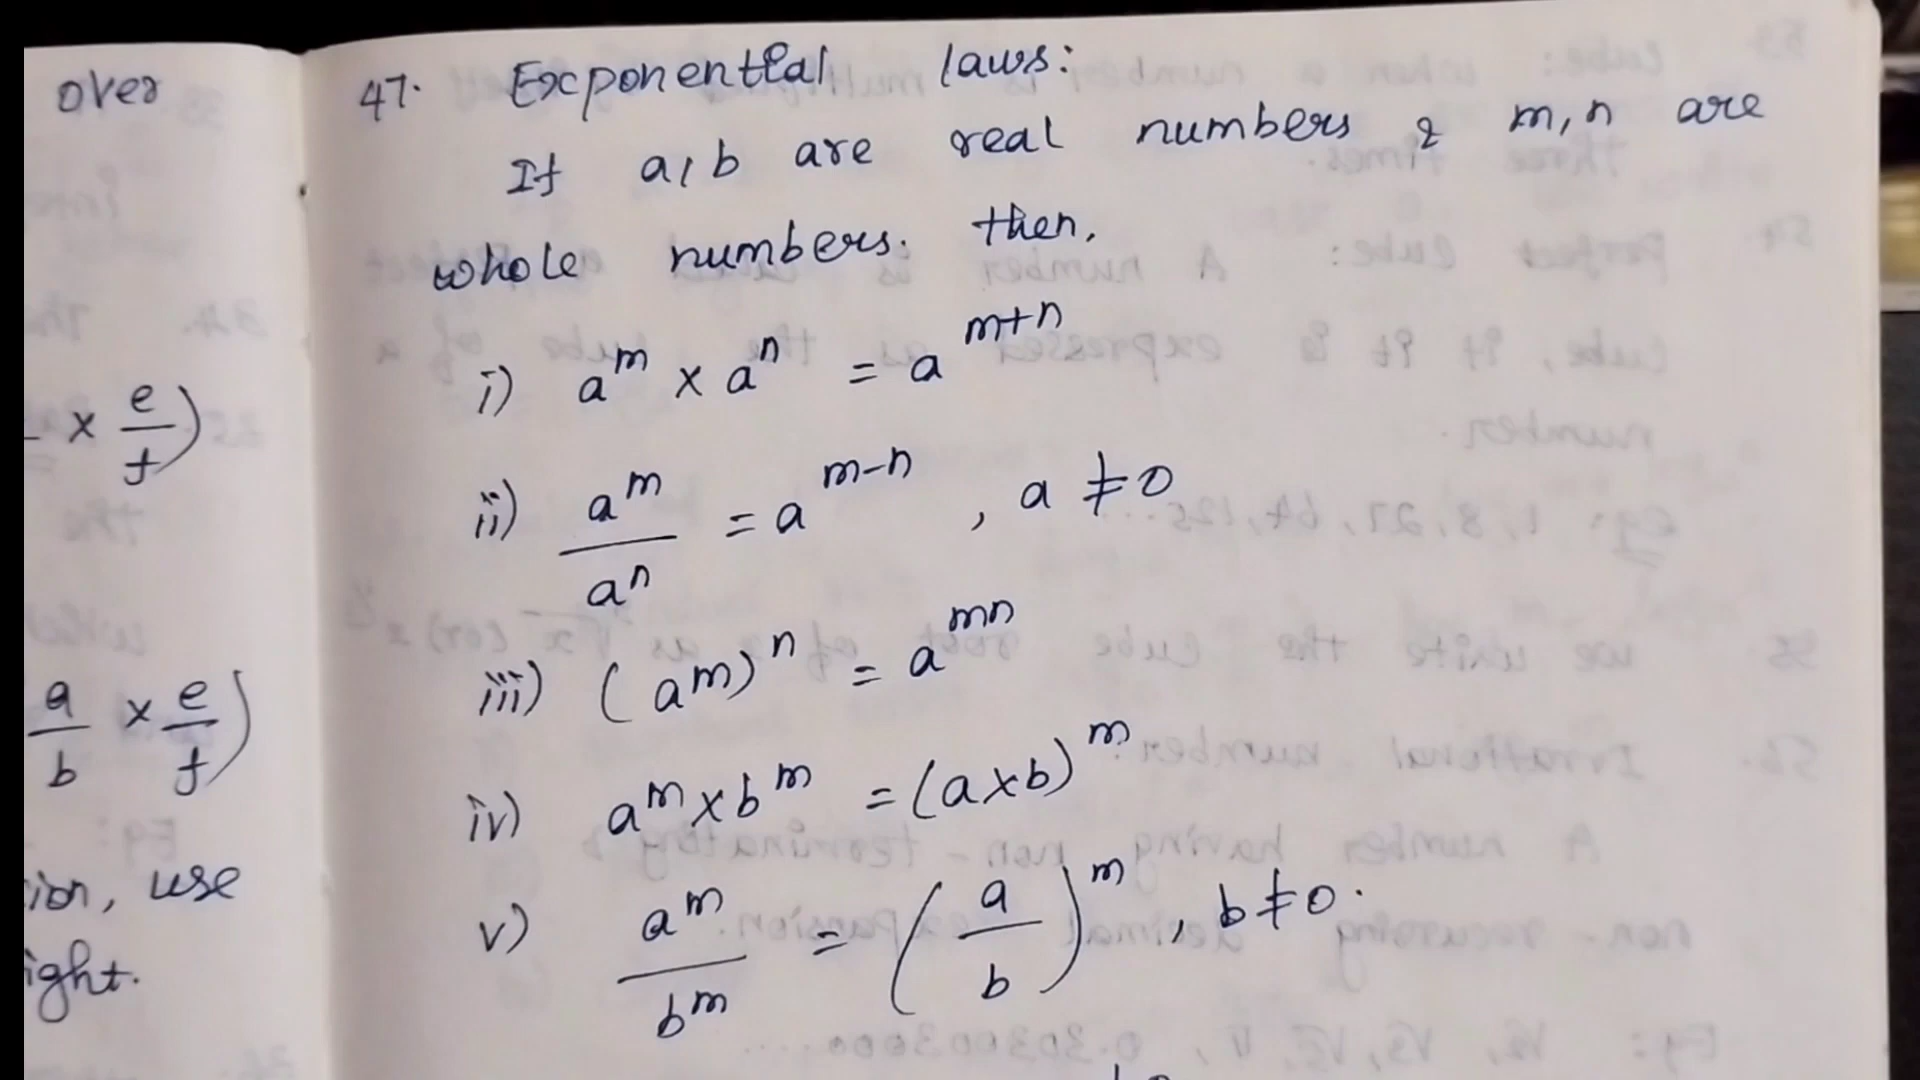 over
× e/f)
a/b × e/f)
ion, use
ight.
47. Exponential laws:
If a, b are real numbers & m, n are
whole numbers. then,
i) a^m × a^n = a^(m+n)
ii) a^m / a^n = a^(m-n), a ≠ 0
iii) (a^m)^n = a^(mn)
iv) a^m × b^m = (a×b)^m
v) a^m / b^m = (a/b)^m, b ≠ 0.